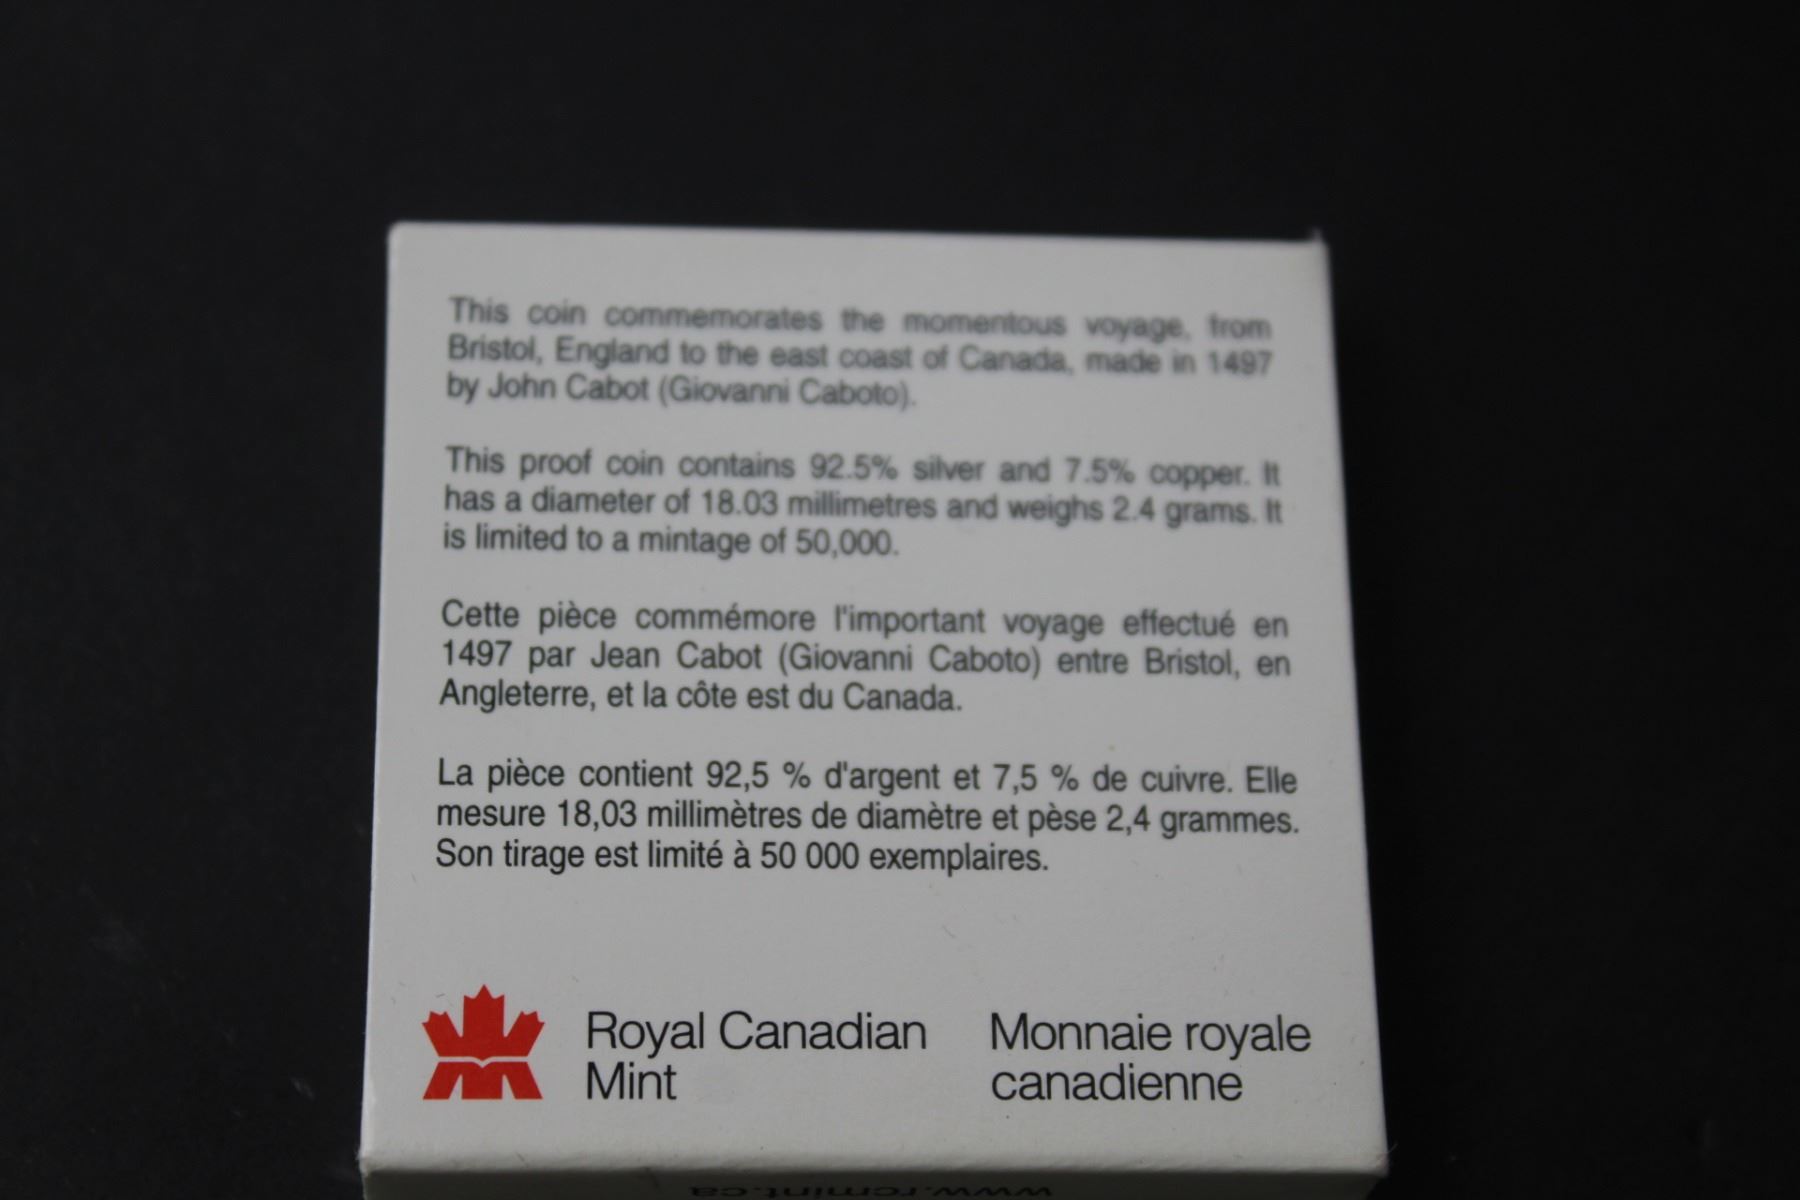 This coin commemorates the momentous voyage, from
Bristol, England to the east coast of Canada, made in 1497
by John Cabot (Giovanni Caboto).
This proof coin contains 92.5% silver and 7.5% copper. It
has a diameter of 18.03 millimetres and weighs 2.4 grams. It
is limited to a mintage of 50,000.
Cette pièce commémore l'important voyage effectué en
1497 par Jean Cabot (Giovanni Caboto) entre Bristol, en
Angleterre, et la côte est du Canada.
La pièce contient 92,5 % d'argent et 7,5 % de cuivre. Elle
mesure 18,03 millimètres de diamètre et pèse 2,4 grammes.
Son tirage est limité à 50 000 exemplaires.
Royal Canadian
Mint
Monnaie royale
canadienne
www.rcmint.ca